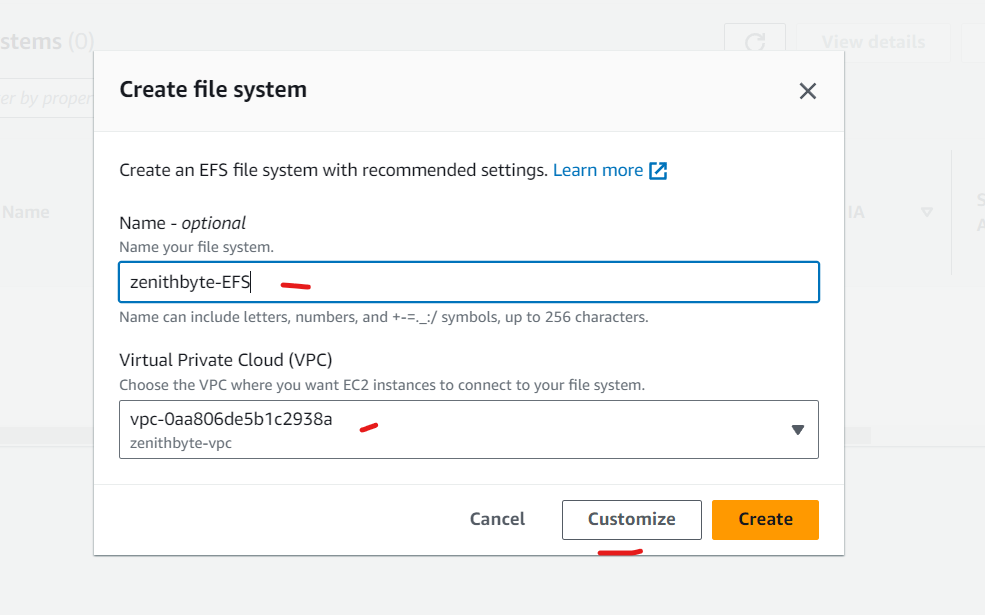 stems (0)
View details
er by proper
Name
IA
Create file system
Create an EFS file system with recommended settings. Learn more
Name - optional
Name your file system.
zenithbyte-EFS
Name can include letters, numbers, and +-=._:/ symbols, up to 256 characters.
Virtual Private Cloud (VPC)
Choose the VPC where you want EC2 instances to connect to your file system.
vpc-0aa806de5b1c2938a
zenithbyte-vpc
Cancel
Customize
Create